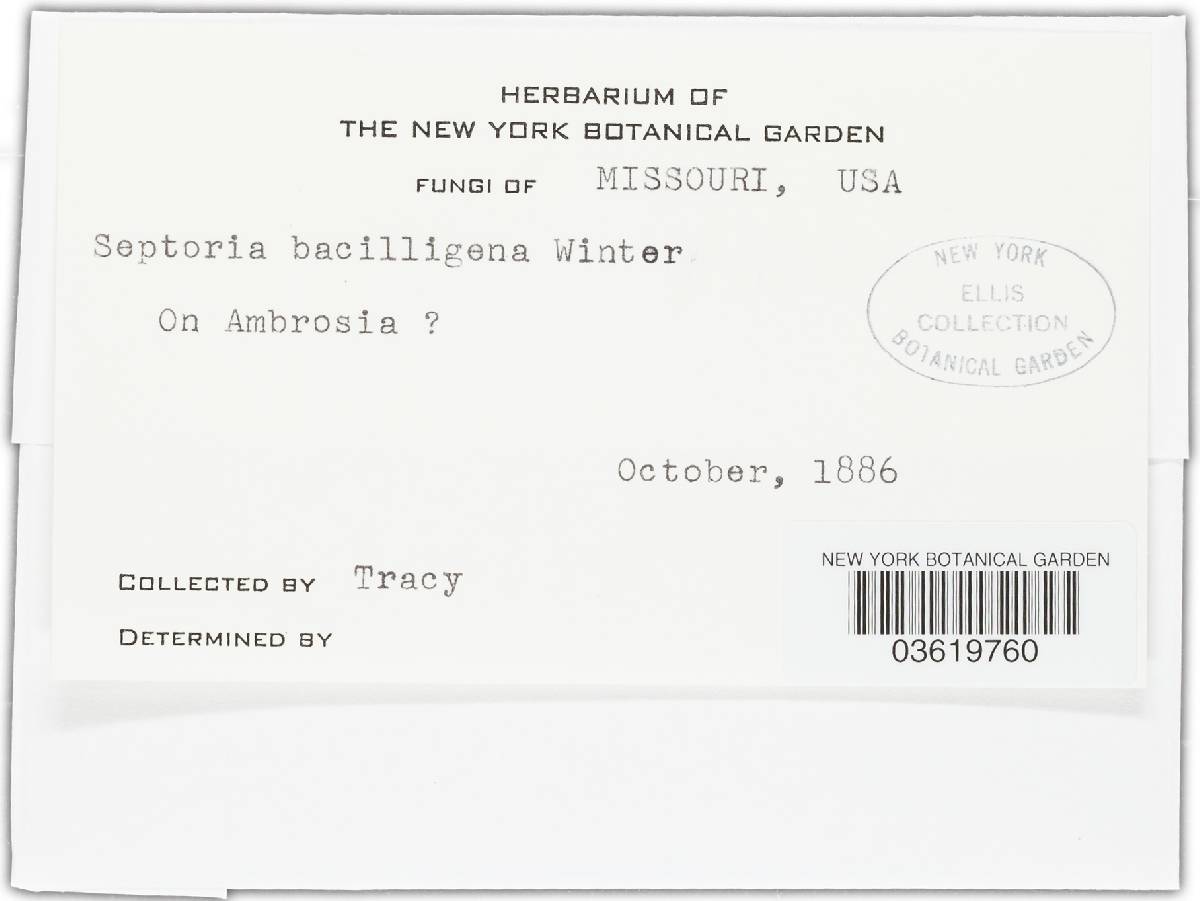 HERBARIUM OF
THE NEW YORK BOTANICAL GARDEN
FUNGI OF MISSOURI, USA
Septoria bacilligena Winter
On Ambrosia ?
NEW YORK
ELLIS
COLLECTION
BOTANICAL GARDEN
October, 1886
COLLECTED BY Tracy
DETERMINED BY
NEW YORK BOTANICAL GARDEN
03619760